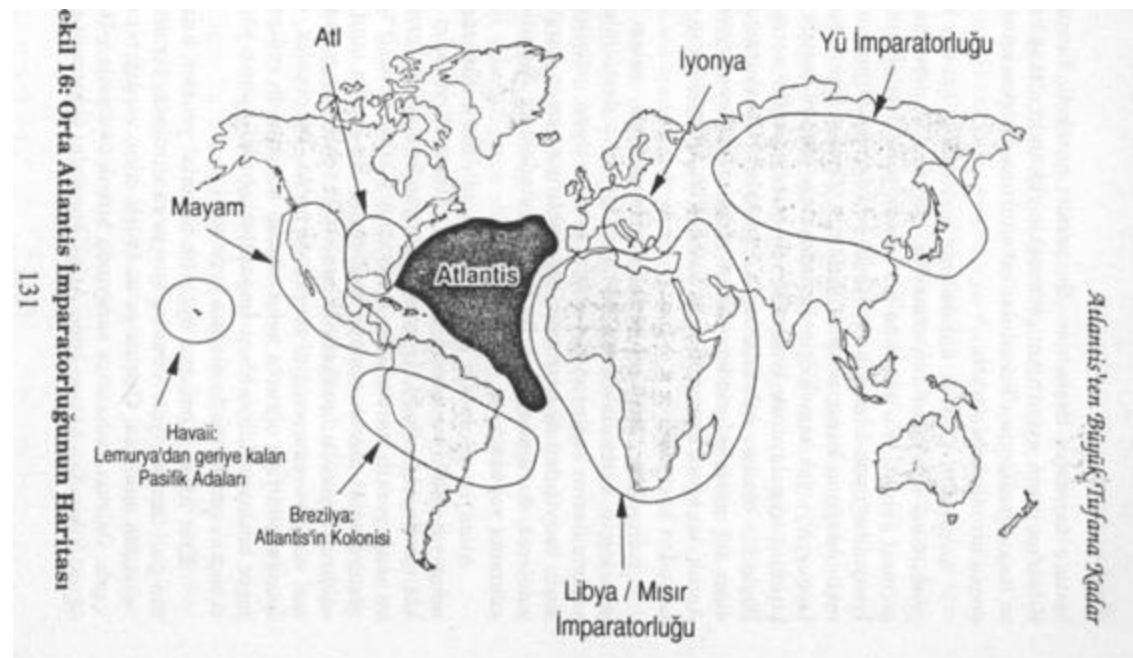 Atlantis'ten Büyük Tufana Kadar
Atl
İyonya
Yü İmparatorluğu
Mayam
Atlantis
Havaii:
Lemurya'dan geriye kalan
Pasifik Adaları
Brezilya:
Atlantis'in Kolonisi
Libya / Mısır
İmparatorluğu
ekil 16: Orta Atlantis İmparatorluğunun Haritası
131